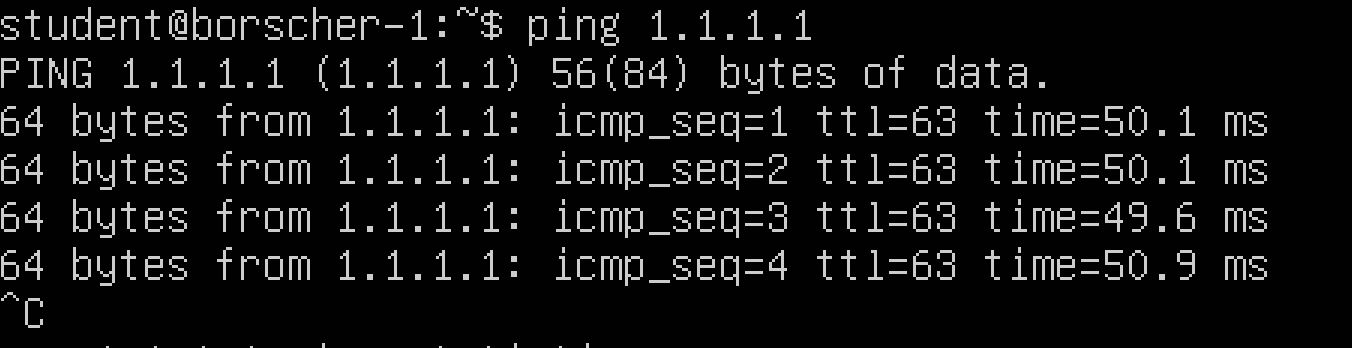 student@borscher-1:~$ ping 1.1.1.1
PING 1.1.1.1 (1.1.1.1) 56(84) bytes of data.
64 bytes from 1.1.1.1: icmp_seq=1 ttl=63 time=50.1 ms
64 bytes from 1.1.1.1: icmp_seq=2 ttl=63 time=50.1 ms
64 bytes from 1.1.1.1: icmp_seq=3 ttl=63 time=49.6 ms
64 bytes from 1.1.1.1: icmp_seq=4 ttl=63 time=50.9 ms
^C